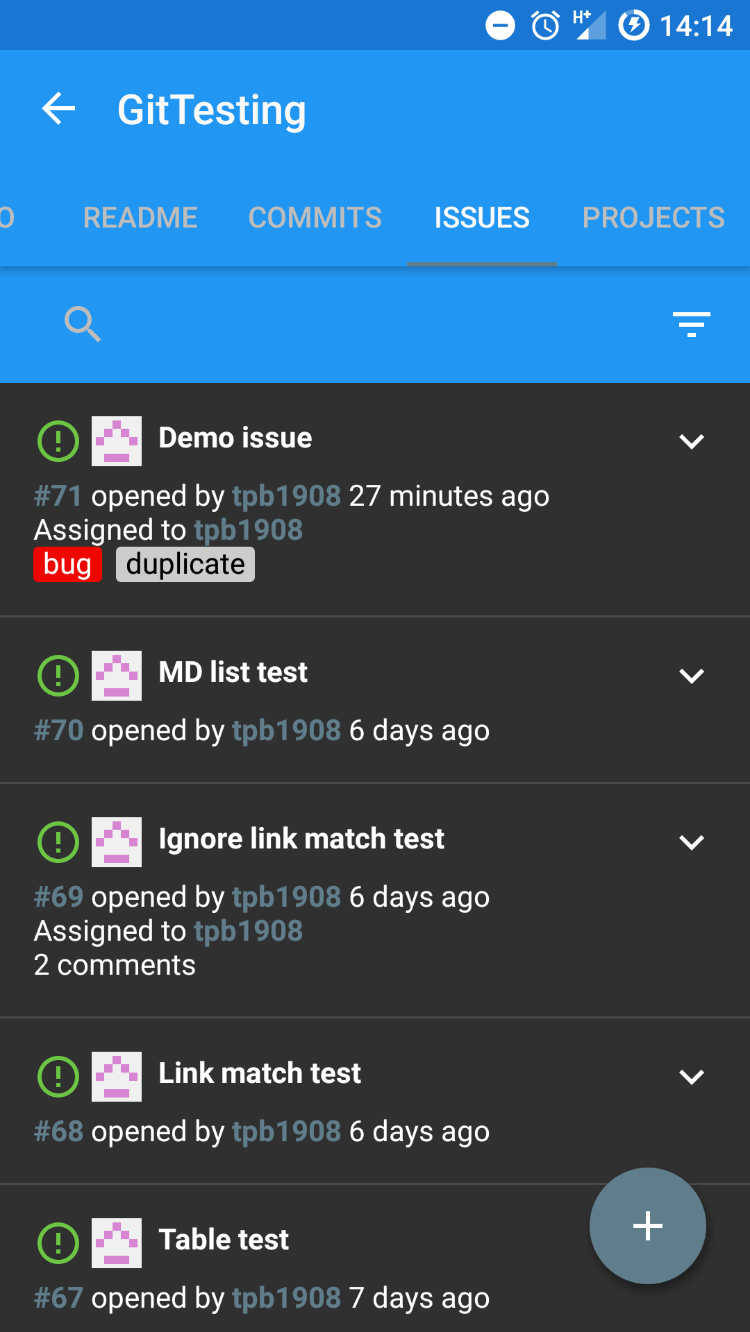 H+ 14:14
GitTesting
O README COMMITS ISSUES PROJECTS
Demo issue
#71 opened by tpb1908 27 minutes ago
Assigned to tpb1908
bug duplicate
MD list test
#70 opened by tpb1908 6 days ago
Ignore link match test
#69 opened by tpb1908 6 days ago
Assigned to tpb1908
2 comments
Link match test
#68 opened by tpb1908 6 days ago
Table test
#67 opened by tpb1908 7 days ago